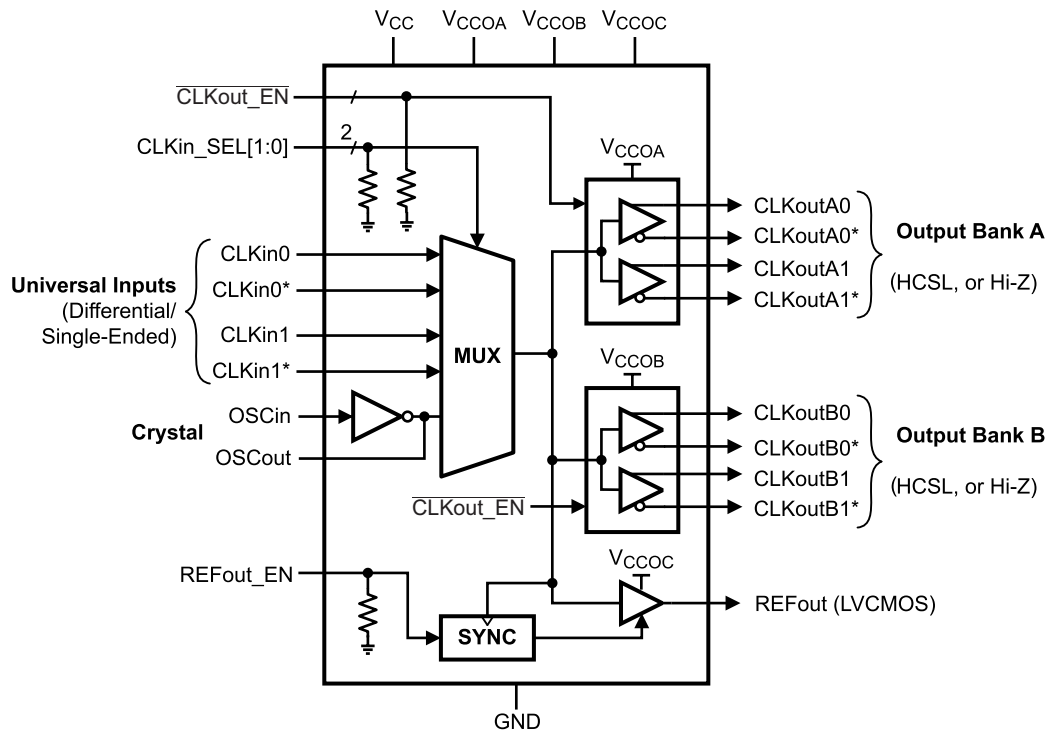 VCC VCCOA VCCOB VCCOC
CLKout_EN
2
CLKin_SEL[1:0]
VCCOA
CLKoutA0
CLKoutA0*
CLKoutA1
CLKoutA1*
Output Bank A
(HCSL, or Hi-Z)
CLKin0
CLKin0*
CLKin1
CLKin1*
Universal Inputs
(Differential/
Single-Ended)
MUX
VCCOB
OSCin
OSCout
Crystal
CLKoutB0
CLKoutB0*
CLKoutB1
CLKoutB1*
Output Bank B
(HCSL, or Hi-Z)
CLKout_EN
VCCOC
REFout_EN
SYNC
REFout (LVCMOS)
GND